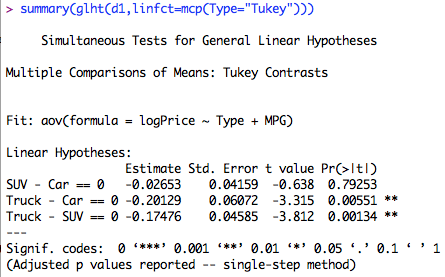 > summary(glht(d1,linfct=mcp(Type="Tukey")))
Simultaneous Tests for General Linear Hypotheses
Multiple Comparisons of Means: Tukey Contrasts
Fit: aov(formula = logPrice ~ Type + MPG)
Linear Hypotheses:
Estimate Std. Error t value Pr(>|t|)
SUV - Car == 0 -0.02653 0.04159 -0.638 0.79253
Truck - Car == 0 -0.20129 0.06072 -3.315 0.00551 **
Truck - SUV == 0 -0.17476 0.04585 -3.812 0.00134 **
---
Signif. codes: 0 ‘***’ 0.001 ‘**’ 0.01 ‘*’ 0.05 ‘.’ 0.1 ‘ ’ 1
(Adjusted p values reported -- single-step method)